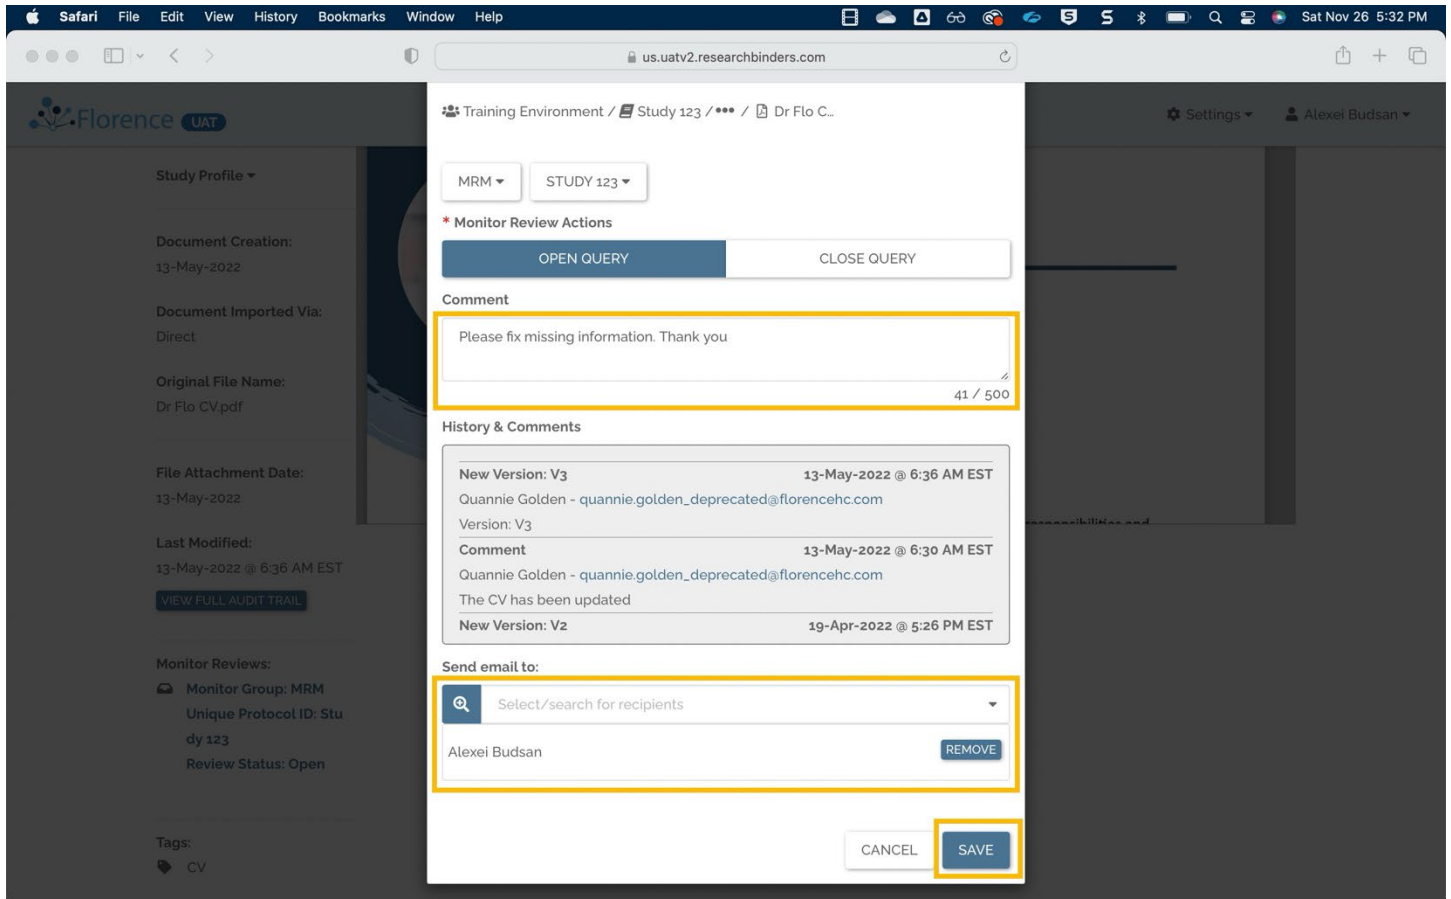 Safari File Edit View History Bookmarks Window Help Sat Nov 26 5:32 PM
us.uatv2.researchbinders.com
Florence UAT
Settings
Alexei Budsan
Study Profile
Document Creation:
13-May-2022
Document Imported Via:
Direct
Original File Name:
Dr Flo CV.pdf
File Attachment Date:
13-May-2022
Last Modified:
13-May-2022 @ 6:36 AM EST
VIEW FULL AUDIT TRAIL
Monitor Reviews:
Monitor Group: MRM
Unique Protocol ID: Stu
dy 123
Review Status: Open
Tags:
CV
Training Environment / Study 123 / ••• / Dr Flo C...
MRM STUDY 123
* Monitor Review Actions
OPEN QUERY CLOSE QUERY
Comment
Please fix missing information. Thank you
41 / 500
History & Comments
New Version: V3 13-May-2022 @ 6:36 AM EST
Quannie Golden - quannie.golden_deprecated@florencehc.com
Version: V3
Comment 13-May-2022 @ 6:30 AM EST
Quannie Golden - quannie.golden_deprecated@florencehc.com
The CV has been updated
New Version: V2 19-Apr-2022 @ 5:26 PM EST
Send email to:
Select/search for recipients
Alexei Budsan REMOVE
CANCEL SAVE